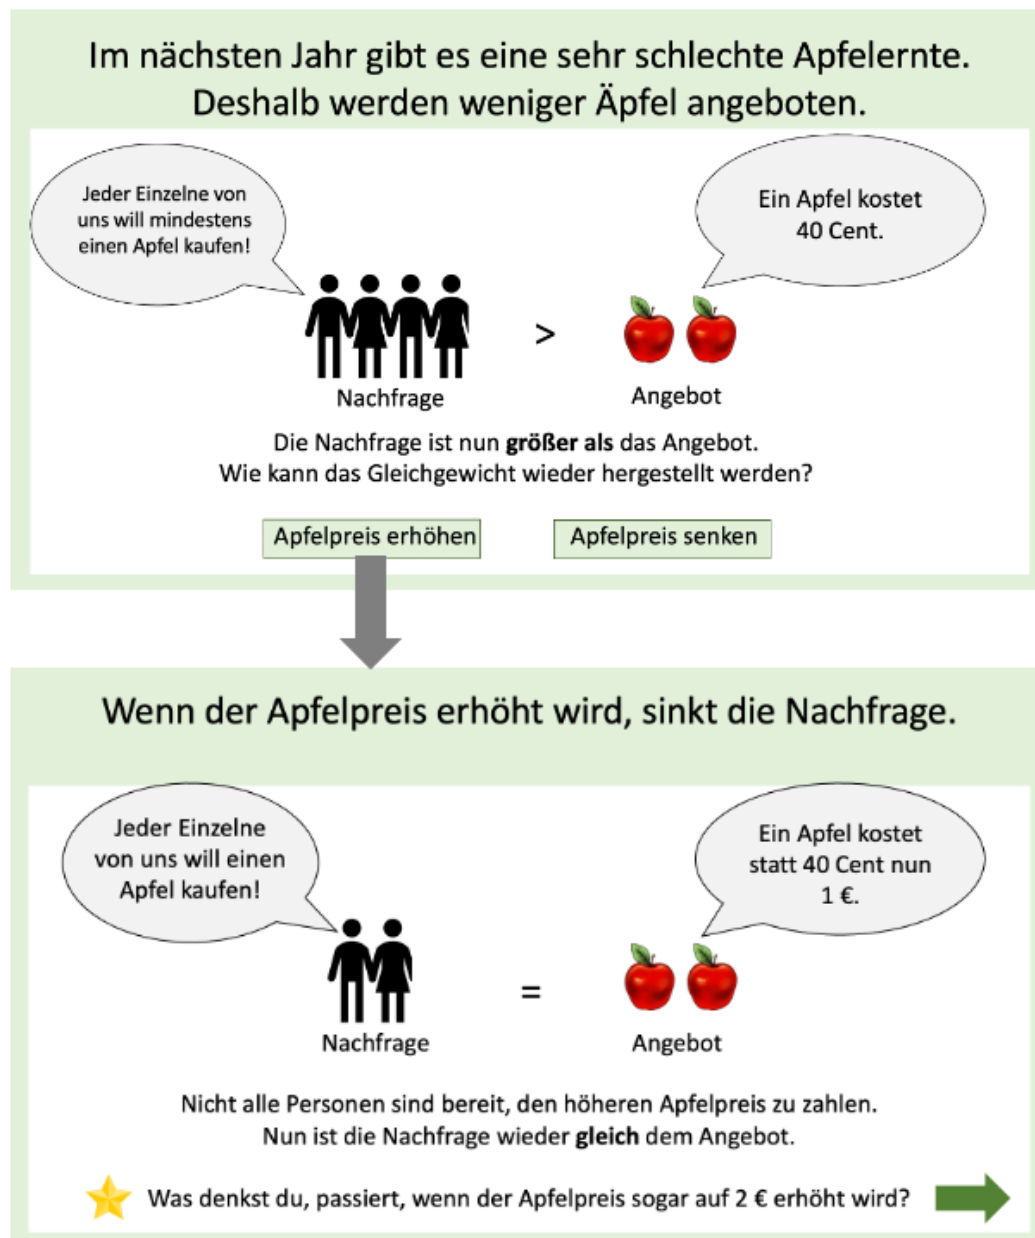 Im nächsten Jahr gibt es eine sehr schlechte Apfelernte.
Deshalb werden weniger Äpfel angeboten.
Jeder Einzelne von
uns will mindestens
einen Apfel kaufen!
Ein Apfel kostet
40 Cent.
>
Nachfrage
Angebot
Die Nachfrage ist nun größer als das Angebot.
Wie kann das Gleichgewicht wieder hergestellt werden?
Apfelpreis erhöhen
Apfelpreis senken
Wenn der Apfelpreis erhöht wird, sinkt die Nachfrage.
Jeder Einzelne
von uns will einen
Apfel kaufen!
Ein Apfel kostet
statt 40 Cent nun
1 €.
=
Nachfrage
Angebot
Nicht alle Personen sind bereit, den höheren Apfelpreis zu zahlen.
Nun ist die Nachfrage wieder gleich dem Angebot.
Was denkst du, passiert, wenn der Apfelpreis sogar auf 2 € erhöht wird?